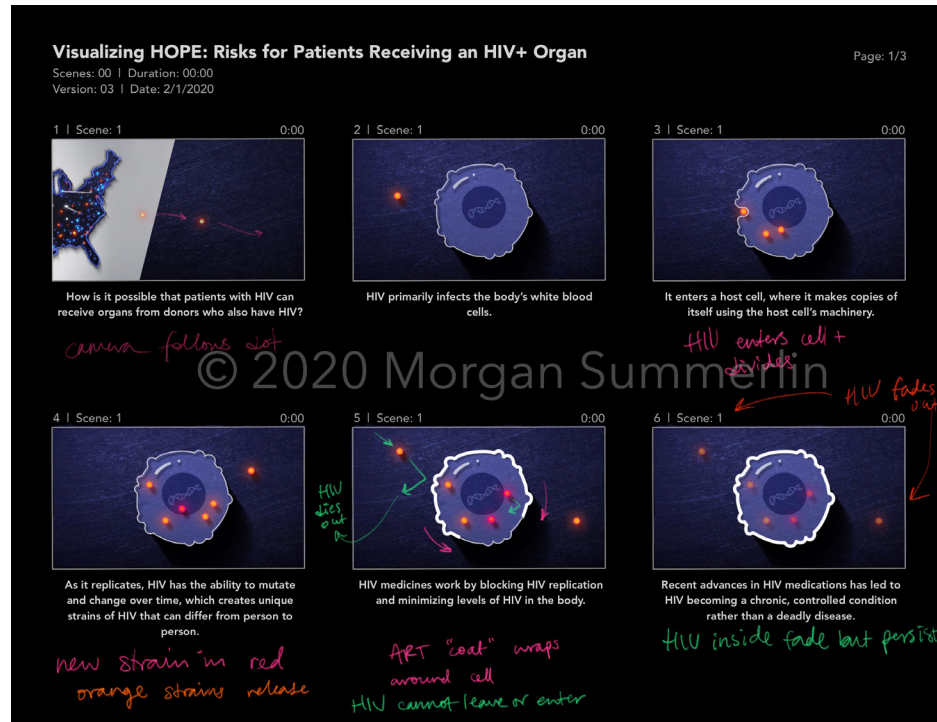 Visualizing HOPE: Risks for Patients Receiving an HIV+ Organ
Scenes: 00 | Duration: 00:00
Version: 03 | Date: 2/1/2020
Page: 1/3
1 | Scene: 1 0:00
How is it possible that patients with HIV can
receive organs from donors who also have HIV?
camera follows dot
2 | Scene: 1 0:00
HIV primarily infects the body's white blood
cells.
3 | Scene: 1 0:00
It enters a host cell, where it makes copies of
itself using the host cell's machinery.
HIV enters cell +
divides
© 2020 Morgan Summerlin
4 | Scene: 1 0:00
As it replicates, HIV has the ability to mutate
and change over time, which creates unique
strains of HIV that can differ from person to
person.
new strain in red
orange strains release
5 | Scene: 1 0:00
HIV
dies
out
HIV medicines work by blocking HIV replication
and minimizing levels of HIV in the body.
ART "coat" wraps
around cell
HIV cannot leave or enter
6 | Scene: 1 0:00
HIV fades
out
Recent advances in HIV medications has led to
HIV becoming a chronic, controlled condition
rather than a deadly disease.
HIV inside fade but persist